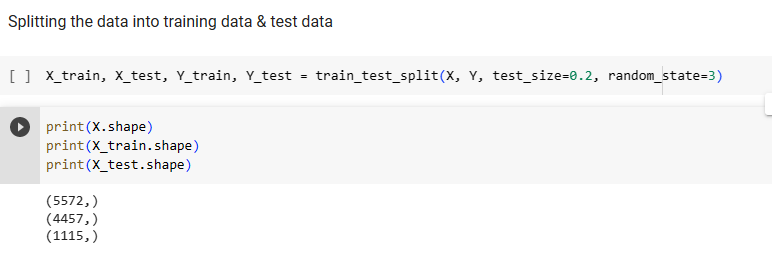 Splitting the data into training data & test data
[ ] X_train, X_test, Y_train, Y_test = train_test_split(X, Y, test_size=0.2, random_state=3)
print(X.shape)
print(X_train.shape)
print(X_test.shape)
(5572,)
(4457,)
(1115,)